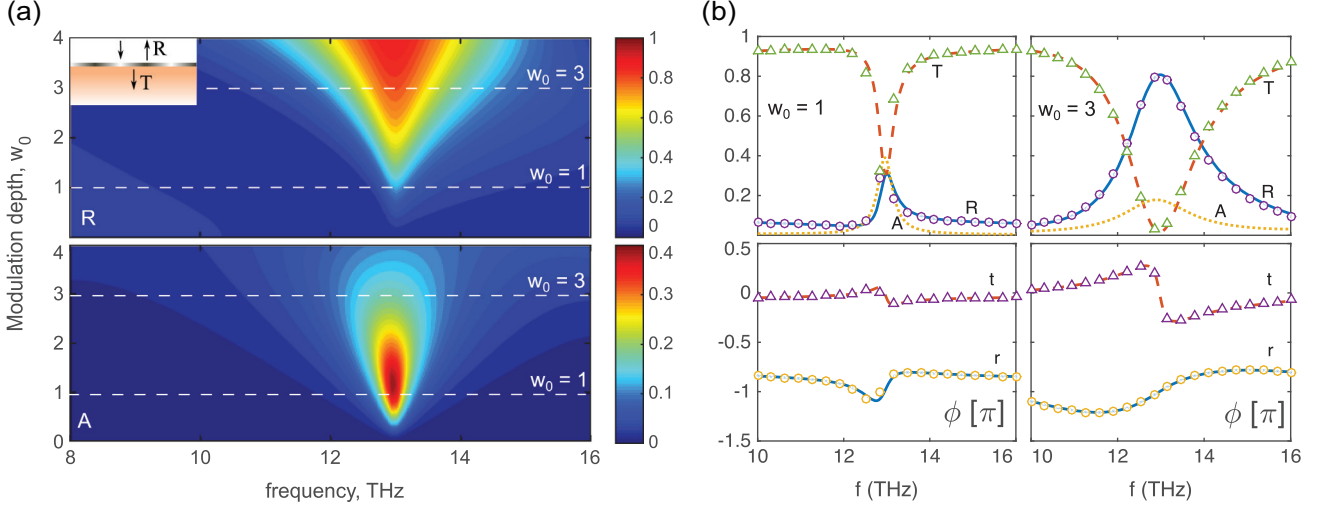 (a)
(b)
R
T
4
3
2
1
0
w₀ = 3
w₀ = 1
R
1
0.8
0.6
0.4
0.2
0
Modulation depth, w₀
4
3
2
1
0
w₀ = 3
w₀ = 1
A
0.4
0.3
0.2
0.1
0
8
10
12
14
16
frequency, THz
1
0.8
0.6
0.4
0.2
w₀ = 1
T
R
A
w₀ = 3
T
R
A
0.5
0
-0.5
-1
-1.5
t
r
ϕ [π]
t
r
ϕ [π]
10
12
14
16
10
12
14
16
f (THz)
f (THz)